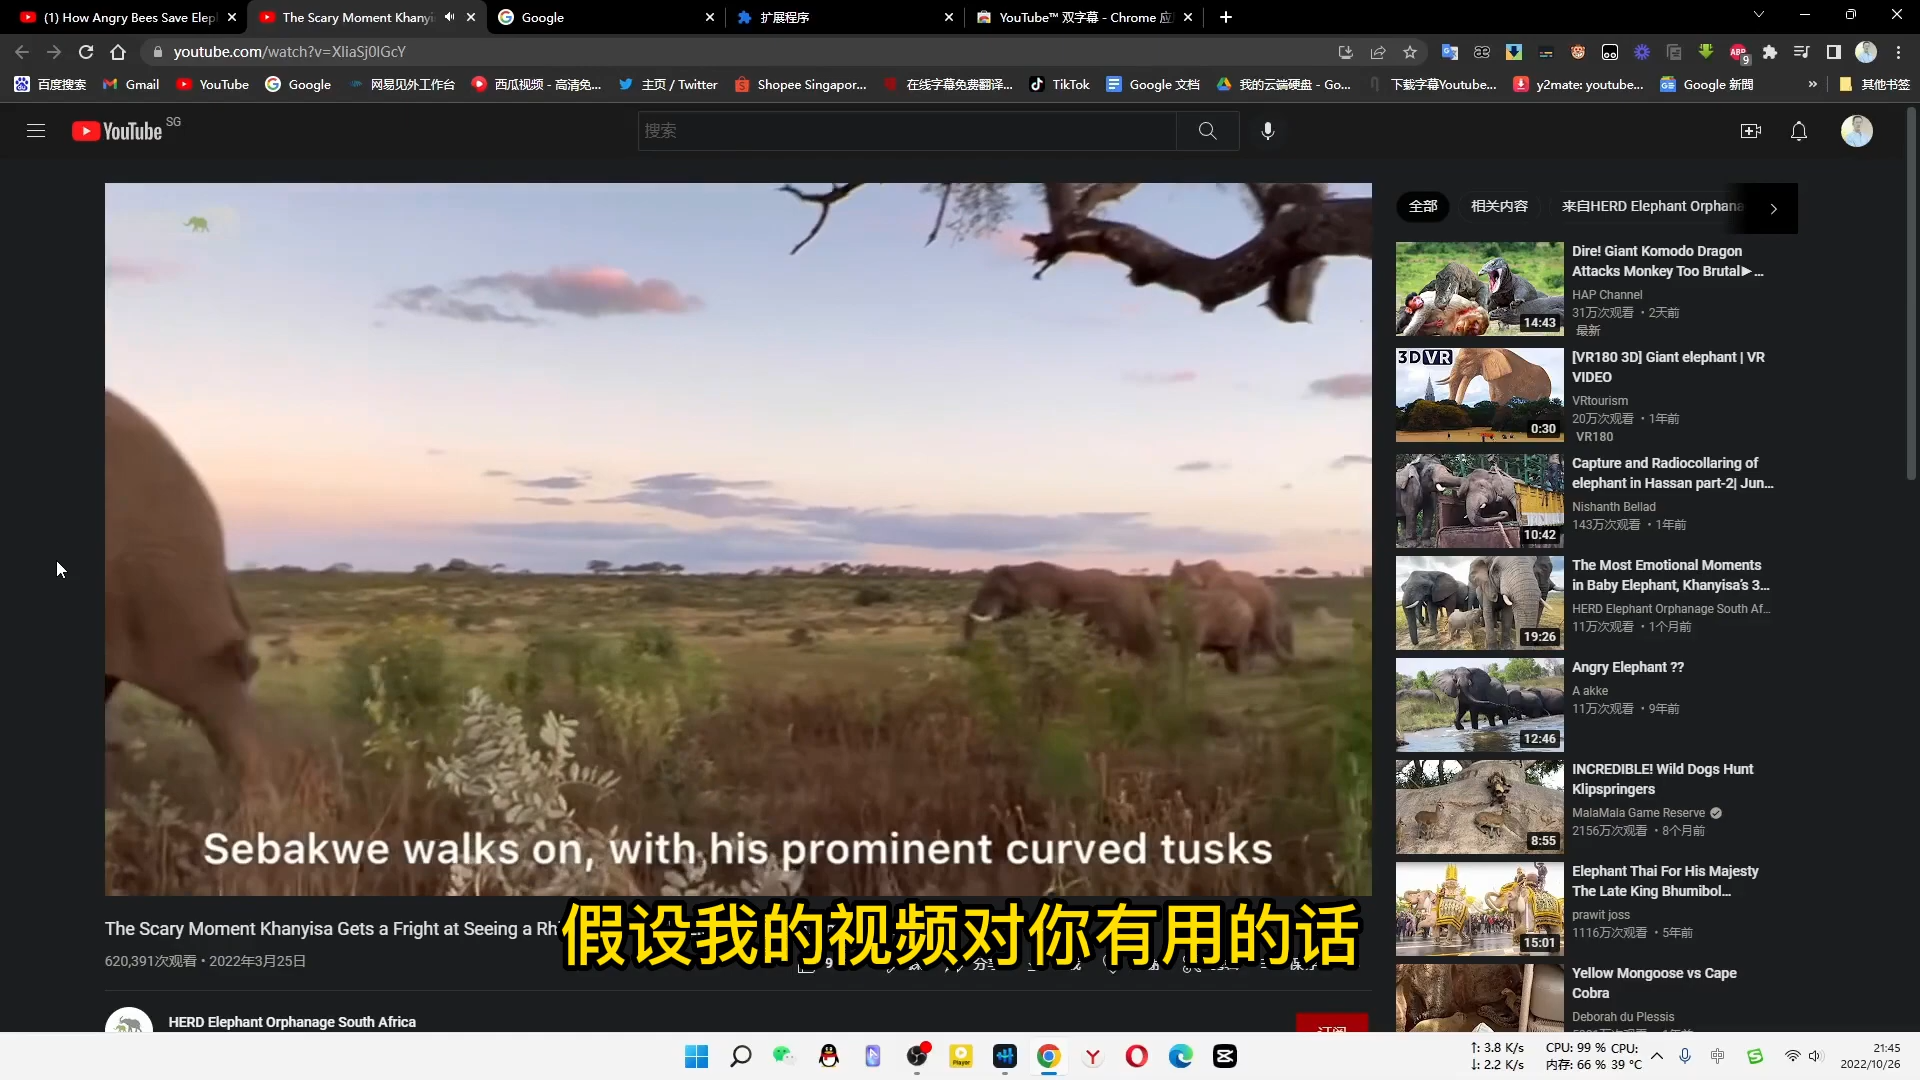 (1) How Angry Bees Save Elep
The Scary Moment Khanyi
Google
扩展程序
YouTube™ 双字幕 - Chrome 应
youtube.com/watch?v=XIiaSj0IGcY
百度搜索
Gmail
YouTube
Google
网易见外工作台
西瓜视频 - 高清免...
主页 / Twitter
Shopee Singapor...
在线字幕免费翻译...
TikTok
Google 文档
我的云端硬盘 - Go...
下载字幕Youtube...
y2mate: youtube...
Google 新闻
»
其他书签
YouTube SG
搜索
全部
相关内容
来自HERD Elephant Orphana
Dire! Giant Komodo Dragon
Attacks Monkey Too Brutal►...
HAP Channel
31万次观看 • 2天前
最新
14:43
3DVR
[VR180 3D] Giant elephant | VR
VIDEO
VRtourism
20万次观看 • 1年前
VR180
0:30
Capture and Radiocollaring of
elephant in Hassan part-2| Jun...
Nishanth Bellad
143万次观看 • 1年前
10:42
The Most Emotional Moments
in Baby Elephant, Khanyisa's 3...
HERD Elephant Orphanage South Af...
11万次观看 • 1个月前
19:26
Angry Elephant ??
A akke
11万次观看 • 9年前
12:46
INCREDIBLE! Wild Dogs Hunt
Klipspringers
MalaMala Game Reserve
2156万次观看 • 8个月前
8:55
Elephant Thai For His Majesty
The Late King Bhumibol...
prawit joss
1116万次观看 • 5年前
15:01
Yellow Mongoose vs Cape
Cobra
Deborah du Plessis
Sebakwe walks on, with his prominent curved tusks
假设我的视频对你有用的话
The Scary Moment Khanyisa Gets a Fright at Seeing a Rh
620,391次观看 • 2022年3月25日
HERD Elephant Orphanage South Africa
订阅
↑: 3.8 K/s
↓: 2.2 K/s
CPU: 99 % CPU:
内存: 66 % 39 °C
中
21:45
2022/10/26